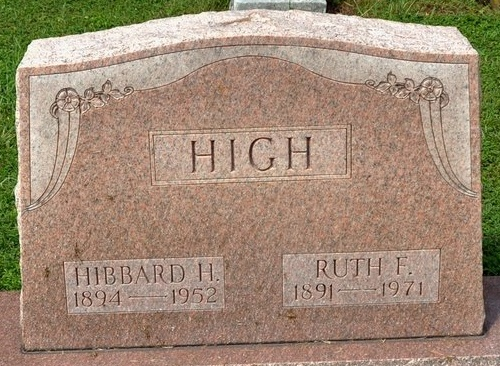 HIGH
HIBBARD H.
1894 — 1952
RUTH F.
1891 — 1971